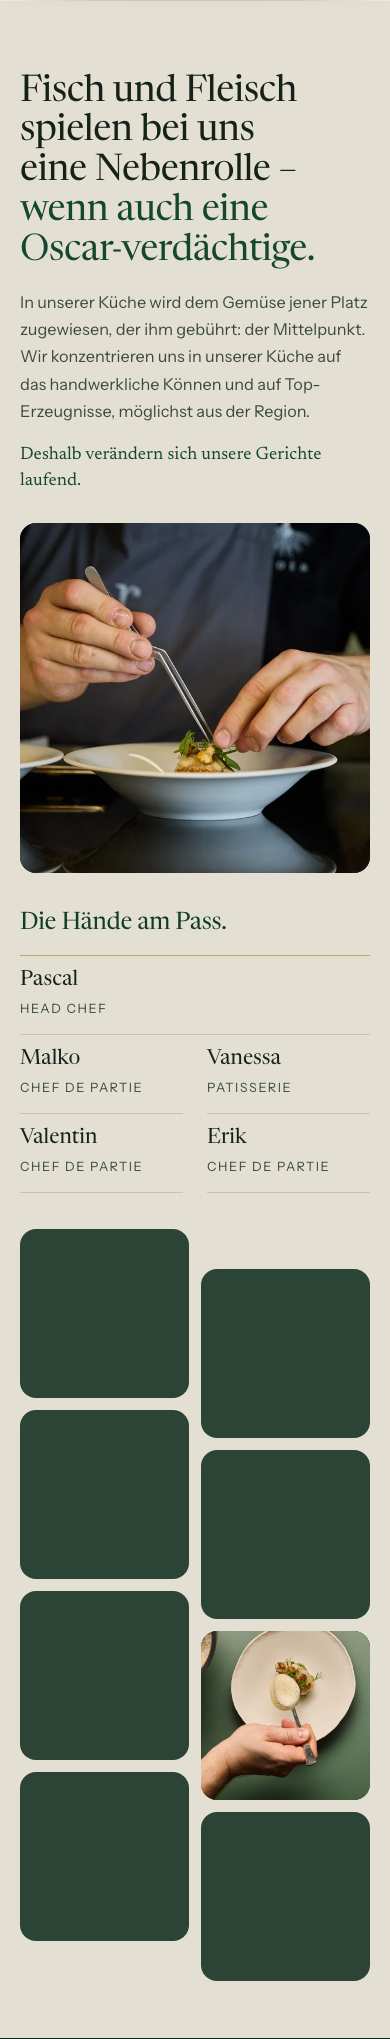 Fisch und Fleisch
spielen bei uns
eine Nebenrolle –
wenn auch eine
Oscar-verdächtige.
In unserer Küche wird dem Gemüse jener Platz
zugewiesen, der ihm gebührt: der Mittelpunkt.
Wir konzentrieren uns in unserer Küche auf
das handwerkliche Können und auf Top-
Erzeugnisse, möglichst aus der Region.
Deshalb verändern sich unsere Gerichte
laufend.
Die Hände am Pass.
Pascal
HEAD CHEF
Malko
CHEF DE PARTIE
Vanessa
PATISSERIE
Valentin
CHEF DE PARTIE
Erik
CHEF DE PARTIE